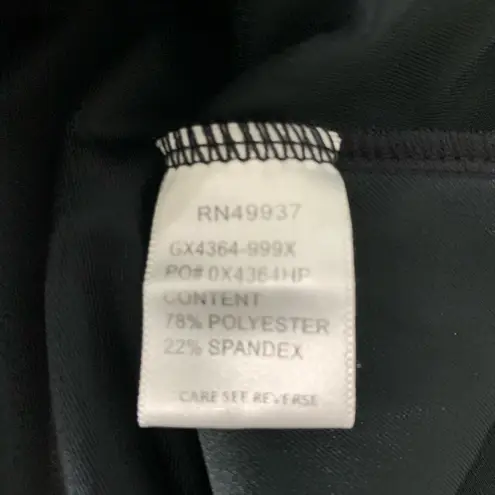 RN49937
GX4364-999X
PO# 0X4364HP
CONTENT
78% POLYESTER
22% SPANDEX
CARE SEE REVERSE